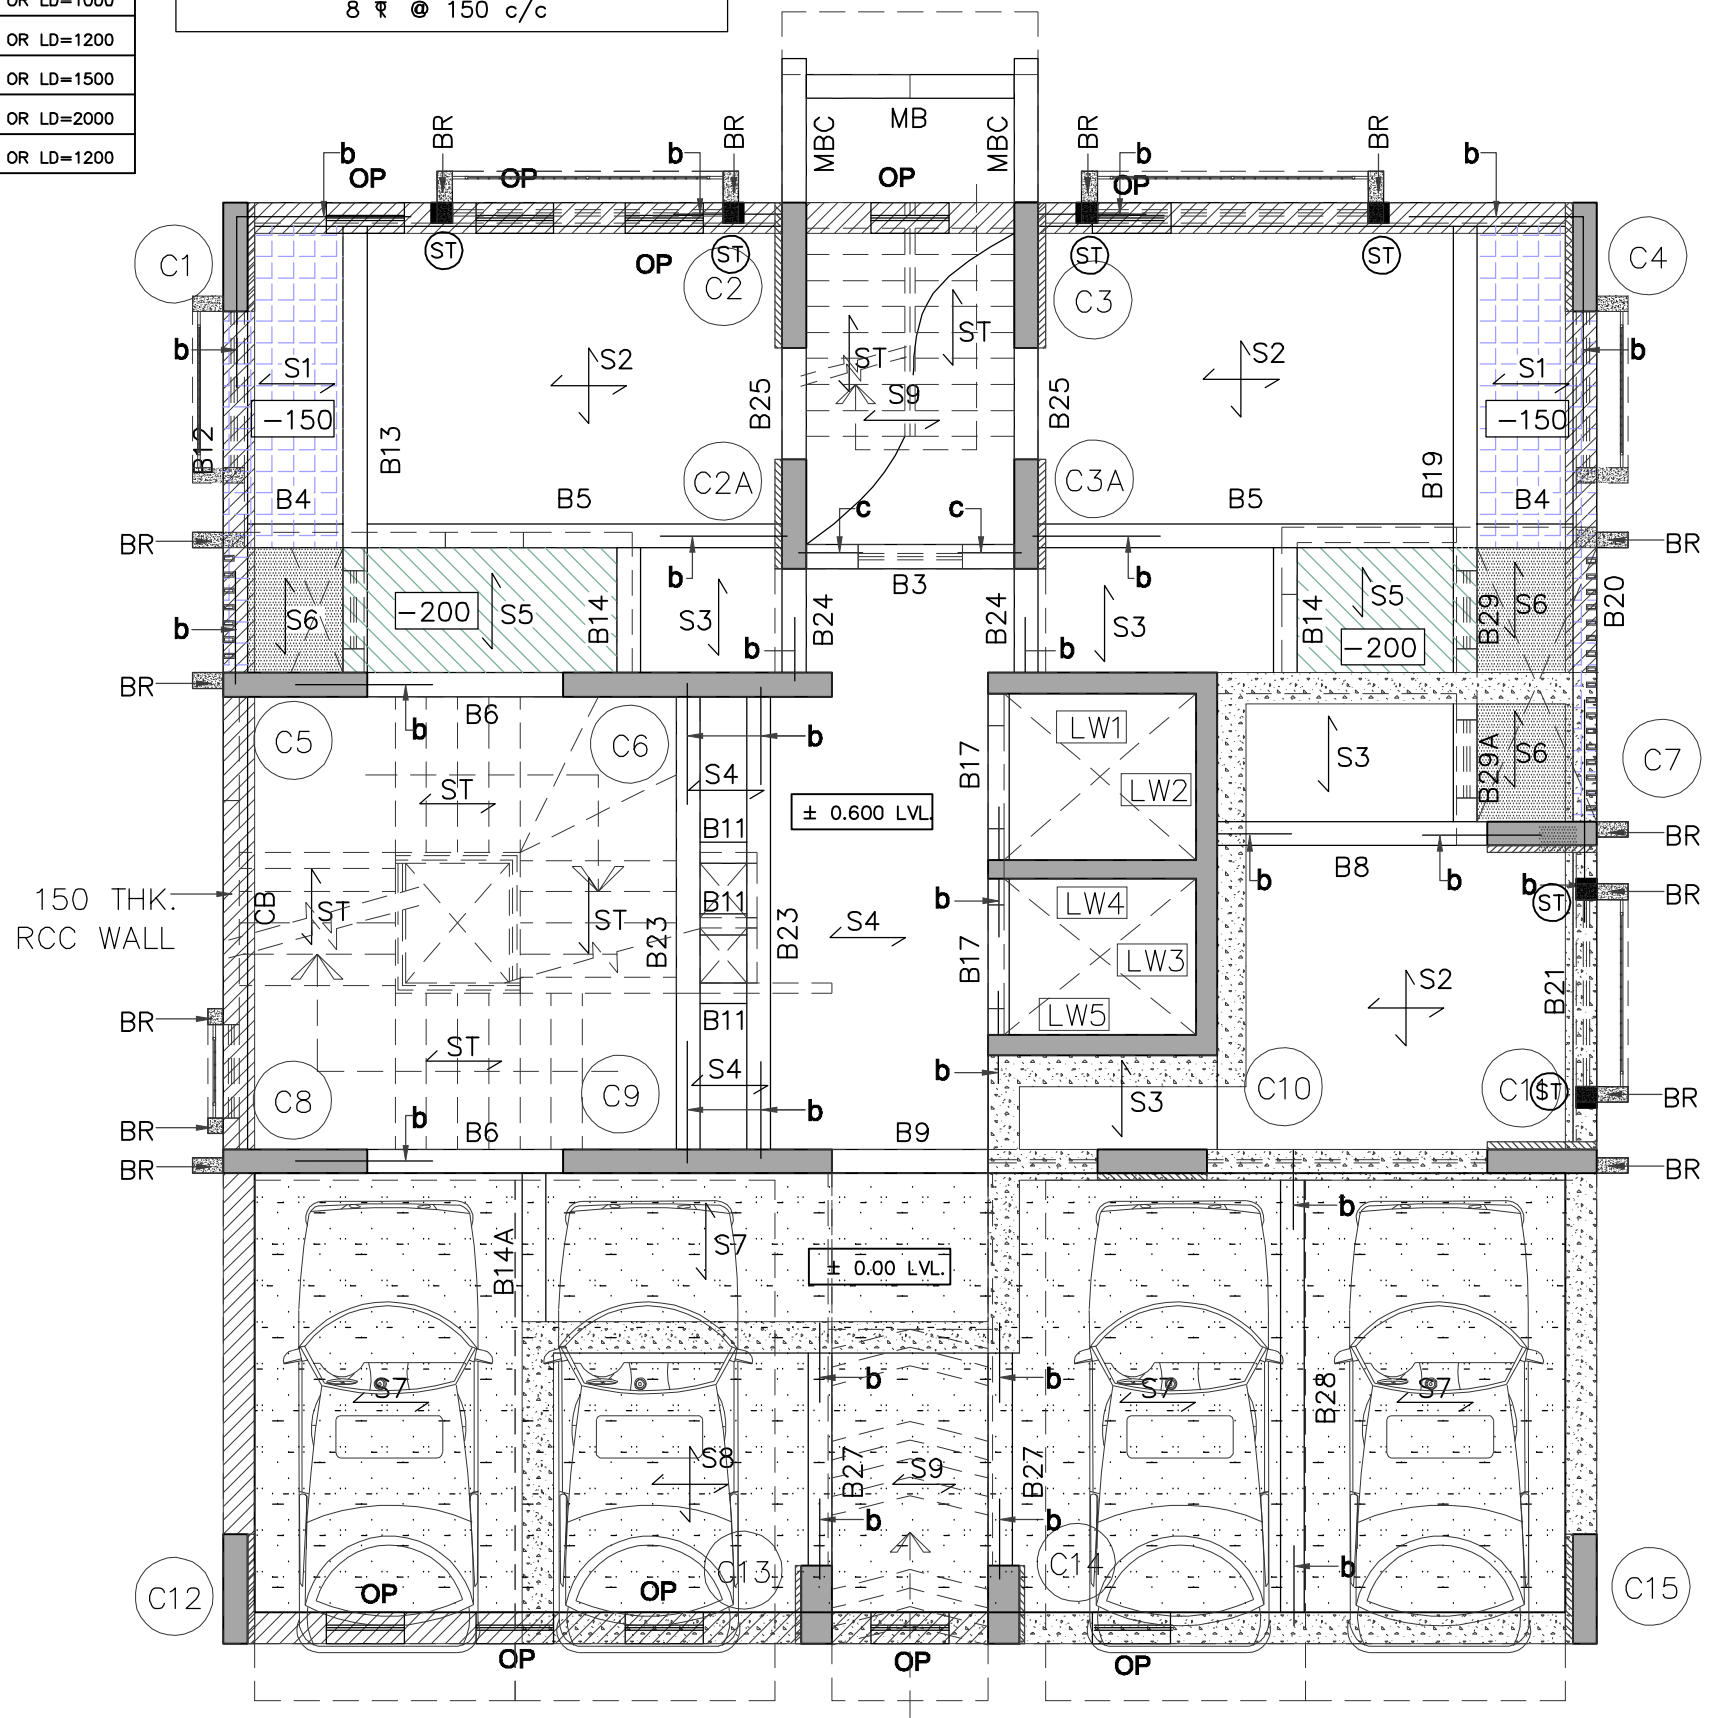 OR LD=1000
OR LD=1200
OR LD=1500
OR LD=2000
OR LD=1200
8 @ 150 c/c
MB
MBC
MBC
BR
BR
BR
BR
b
b
b
b
OP
OP
OP
OP
OP
C1
ST
ST
C2
C3
ST
ST
C4
b
S1
S2
ST
ST
S9
S2
S1
b
-150
-150
B12
B13
B25
B25
B19
C2A
C3A
B4
B5
B5
B4
c
c
BR
BR
b
b
B3
S6
-200
S5
B14
S3
B24
B24
S3
B14
S5
-200
B29
S6
B20
b
b
b
BR
B6
b
C5
C6
b
S4
ST
B17
LW1
LW2
S3
B29A
S6
C7
± 0.600 LVL.
B11
BR
B8
b
b
b
BR
150 THK.
RCC WALL
CB
ST
ST
B23
B11
B23
S4
b
B17
LW4
LW3
LW5
ST
S2
B21
BR
B11
ST
b
S4
C8
C9
b
b
S3
C10
C11
ST
BR
BR
BR
b
B6
B9
BR
B14A
S7
± 0.00 LVL.
b
S7
b
b
S7
B28
S7
S8
B27
S9
B27
b
b
C12
OP
OP
C13
C14
b
C15
OP
OP
OP